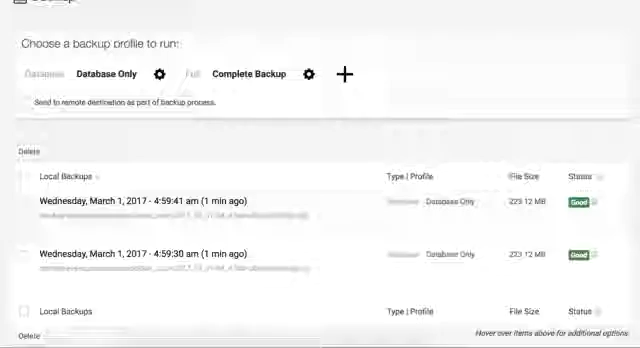 Choose a backup profile to run:
Database Database Only Full Complete Backup
Send to remote destination as part of backup process.
Delete
Local Backups Type | Profile File Size Status
Wednesday, March 1, 2017 - 4:59:41 am (1 min ago) Database Only 223.12 MB Good
Wednesday, March 1, 2017 - 4:59:30 am (1 min ago) Database Only 223.12 MB Good
Local Backups Type | Profile File Size Status
Delete Hover over items above for additional options.